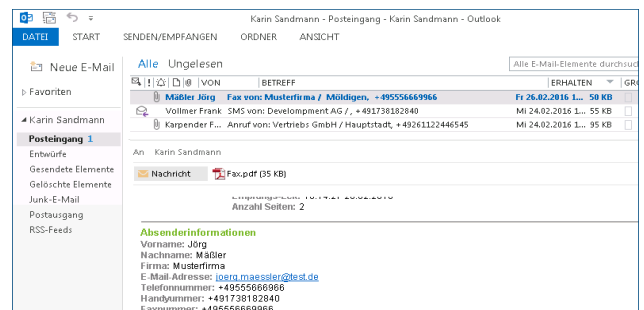 Karin Sandmann - Posteingang - Karin Sandmann - Outlook
DATEI START SENDEN/EMPFANGEN ORDNER ANSICHT
Neue E-Mail
Alle Ungelesen
Alle E-Mail-Elemente durchsuc
VON BETREFF ERHALTEN GRÖ
Favoriten
Mäßler Jörg Fax von: Musterfirma / Möldigen, +495556669966 Fr 26.02.2016 1... 50 KB
Vollmer Frank SMS von: Development AG / , +491738182840 Mi 24.02.2016 1... 55 KB
Karpender F... Anruf von: Vertriebs GmbH / Hauptstadt, +49261122446545 Mi 24.02.2016 1... 95 KB
Karin Sandmann
Posteingang 1
Entwürfe
Gesendete Elemente
Gelöschte Elemente
Junk-E-Mail
Postausgang
RSS-Feeds
An Karin Sandmann
Nachricht Fax.pdf (35 KB)
Anzahl Seiten: 2
Absenderinformationen
Vorname: Jörg
Nachname: Mäßler
Firma: Musterfirma
E-Mail-Adresse: joerg.maessler@test.de
Telefonnummer: +49555666966
Handynummer: +491738182840
Faxnummer: +495556669966